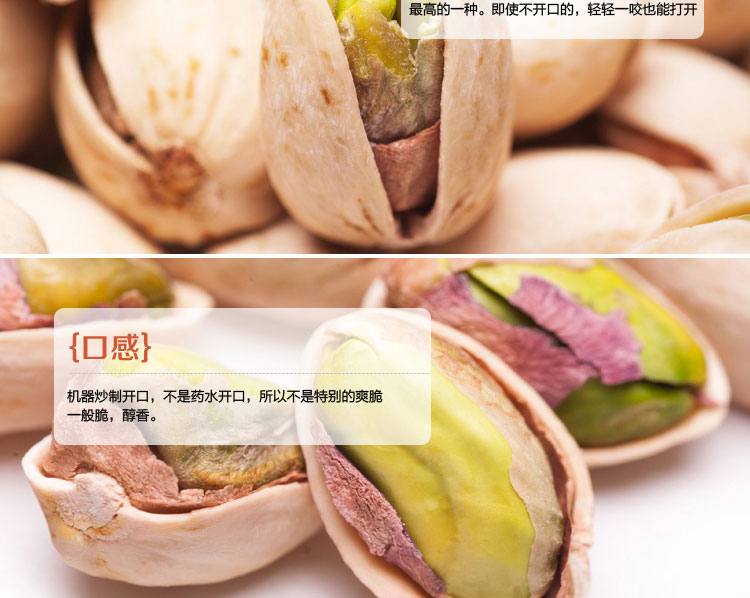 最高的一种。即使不开口的，轻轻一咬也能打开
{口感}
机器炒制开口，不是药水开口，所以不是特别的爽脆
一般脆，醇香。